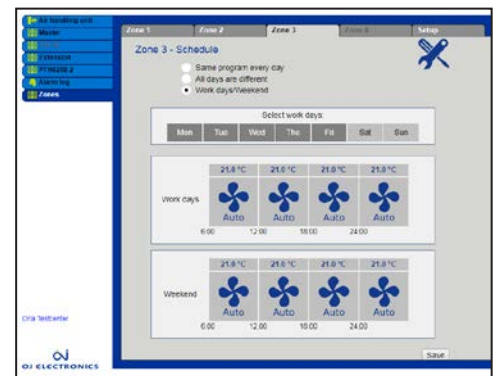 Air handling unit
Master
Extension
PTH6202-2
Alarm log
Zones
Zone 1 Zone 2 Zone 3 Setup
Zone 3 - Schedule
Same program every day
All days are different
Work days/Weekend
Select work days:
Mon Tue Wed Thu Fri Sat Sun
21.0 °C 21.0 °C 21.0 °C 21.0 °C
Work days
Auto Auto Auto Auto
6:00 12:00 18:00 24:00
21.0 °C 21.0 °C 21.0 °C 21.0 °C
Weekend
Auto Auto Auto Auto
6:00 12:00 18:00 24:00
OJ ELECTRONICS
Save